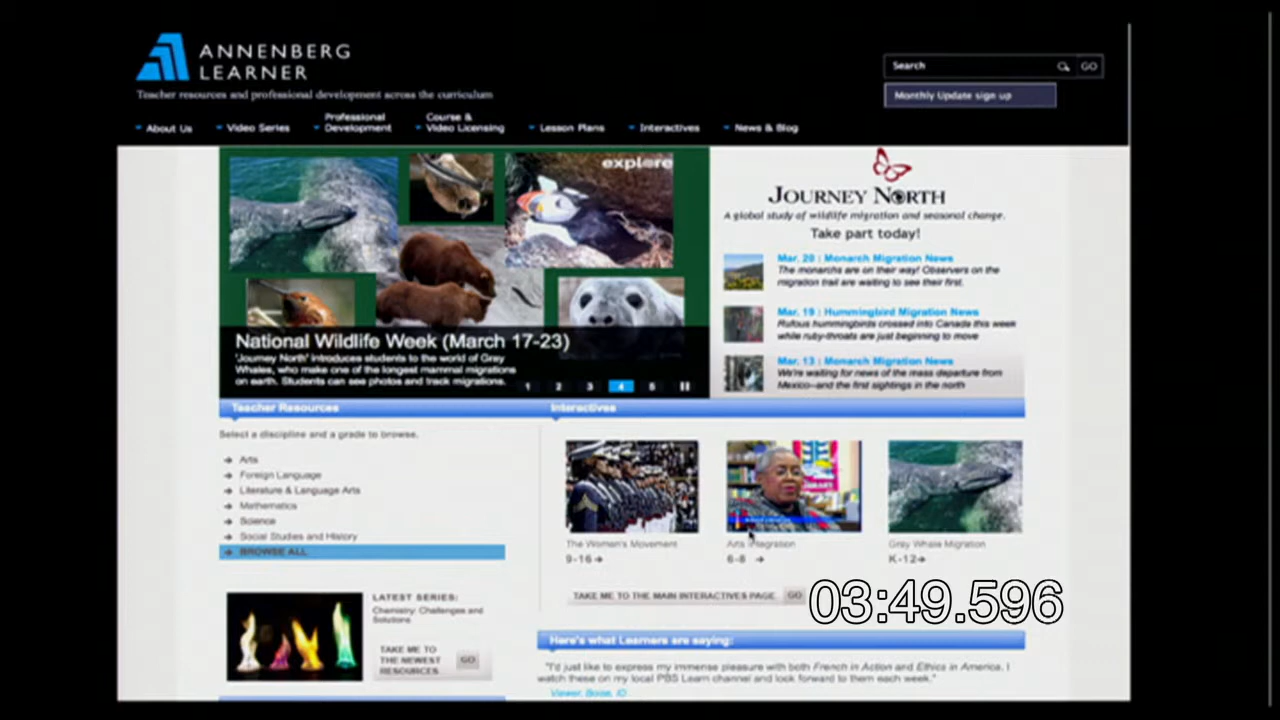 ANNENBERG
LEARNER
Teacher resources and professional development across the curriculum
Search
GO
Monthly Update sign up
About Us
Video Series
Professional
Development
Course &
Video Licensing
Lesson Plans
Interactives
News & Blog
explore
National Wildlife Week (March 17-23)
'Journey North' introduces students to the world of Gray
Whales, who make one of the longest mammal migrations
on earth. Students can see photos and track migrations.
1 2 3 4 5
JOURNEY NORTH
A global study of wildlife migration and seasonal change.
Take part today!
Mar. 20 : Monarch Migration News
The monarchs are on their way! Observers on the
migration trail are waiting to see their first.
Mar. 19 : Hummingbird Migration News
Rufous hummingbirds crossed into Canada this week
while ruby-throats are just beginning to move
Mar. 13 : Monarch Migration News
We're waiting for news of the mass departure from
Mexico—and the first sightings in the north
Teacher Resources
Select a discipline and a grade to browse.
Arts
Foreign Language
Literature & Language Arts
Mathematics
Science
Social Studies and History
BROWSE ALL
Interactives
The Women's Movement
9-16
Arts Integration
6-8
Gray Whale Migration
K-12
TAKE ME TO THE MAIN INTERACTIVES PAGE
GO
03:49.596
LATEST SERIES:
Chemistry: Challenges and
Solutions
TAKE ME TO
THE NEWEST
RESOURCES
GO
Here's what Learners are saying:
"I'd just like to express my immense pleasure with both French in Action and Ethics in America. I
watch these on my local PBS Learn channel and look forward to them each week."
Viewer, Boise, ID